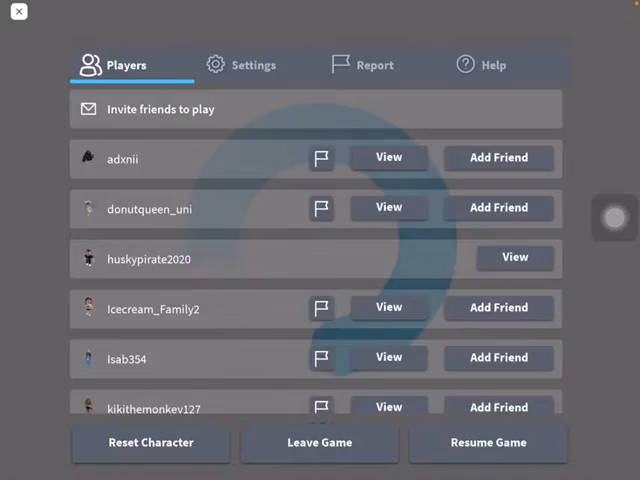 Players Settings Report Help
Invite friends to play
adxnii View Add Friend
donutqueen_uni View Add Friend
huskypirate2020 View
Icecream_Family2 View Add Friend
Isab354 View Add Friend
kikithemonkey127 View Add Friend
Reset Character Leave Game Resume Game